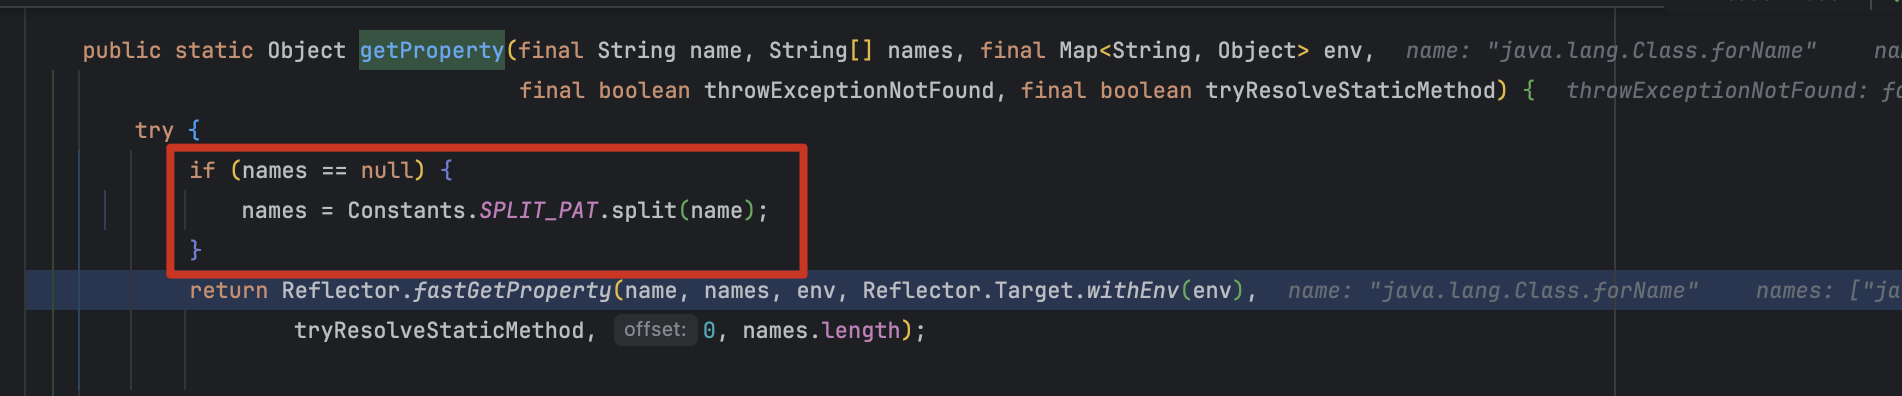 public static Object getProperty(final String name, String[] names, final Map<String, Object> env,   name: "java.lang.Class.forName"
final boolean throwExceptionNotFound, final boolean tryResolveStaticMethod) {   throwExceptionNotFound:
try {
if (names == null) {
names = Constants.SPLIT_PAT.split(name);
}
return Reflector.fastGetProperty(name, names, env, Reflector.Target.withEnv(env),   name: "java.lang.Class.forName"   names: ["ja
tryResolveStaticMethod, offset: 0, names.length);